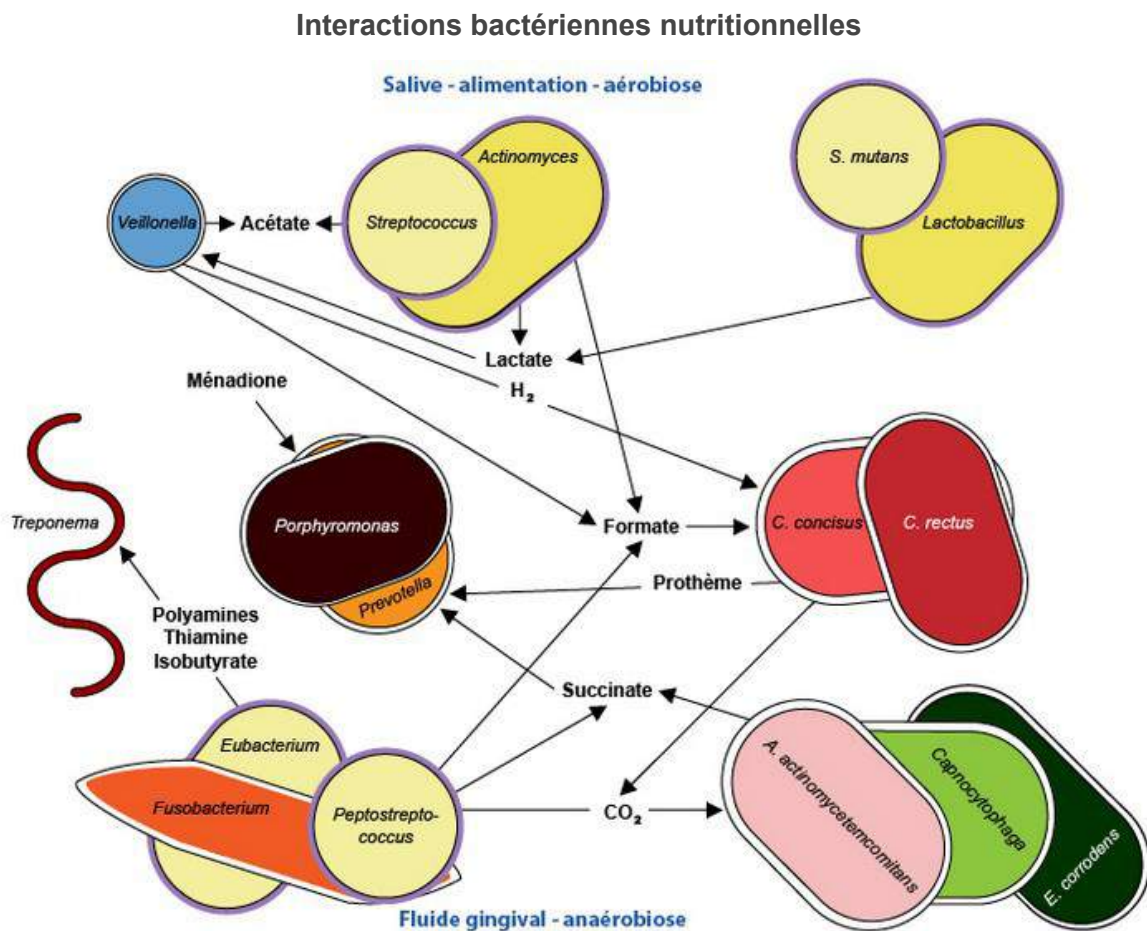 Interactions bactériennes nutritionnelles
Salive - alimentation - aérobiose
Actinomyces
S. mutans
Veillonella
Acétate
Streptococcus
Lactobacillus
Lactate
H₂
Ménadione
Treponema
Porphyromonas
Formate
C. concisus
C. rectus
Prothème
Prevotella
Polyamines
Thiamine
Isobutyrate
Succinate
Eubacterium
Fusobacterium
Peptostrepto-
coccus
CO₂
A. actinomycetemcomitans
Capnocytophaga
E. corrodens
Fluide gingival - anaérobiose